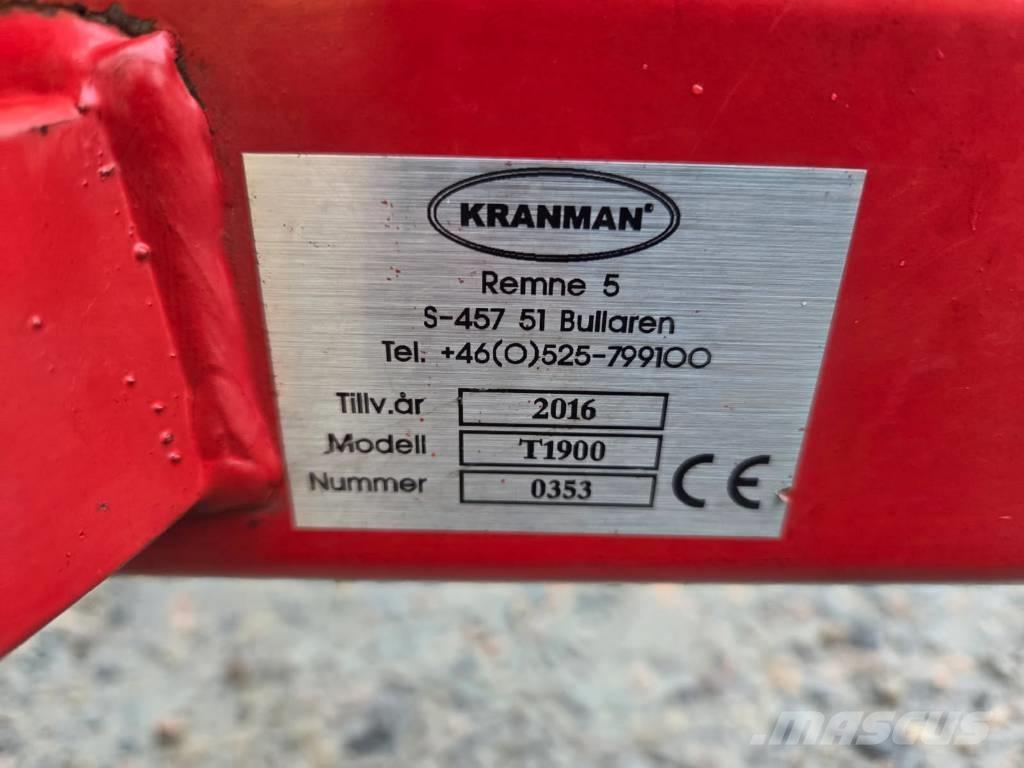 KRANMAN®
Remne 5
S-457 51 Bullaren
Tel. +46(0)525-799100
Tillv.år 2016
Modell T1900
Nummer 0353
CE
MASCUS